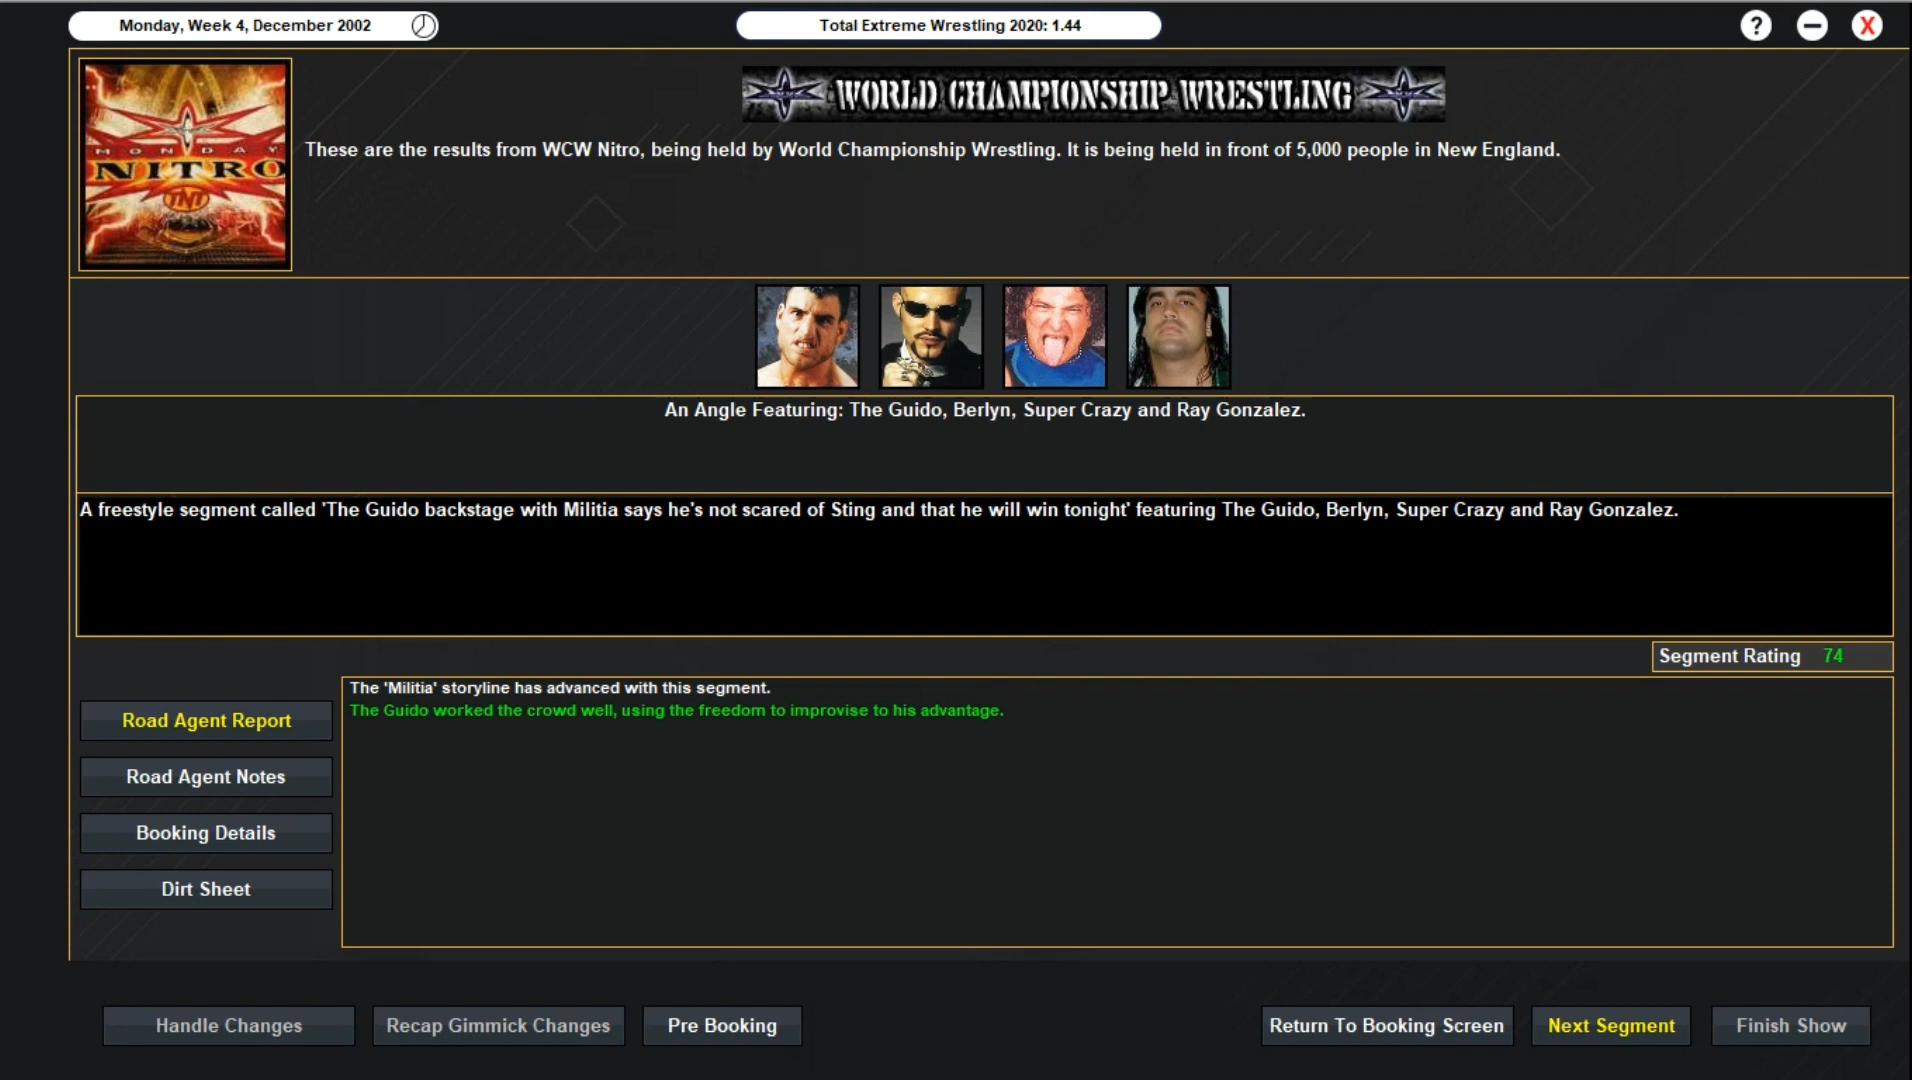 Monday, Week 4, December 2002
Total Extreme Wrestling 2020: 1.44
?
X
WORLD CHAMPIONSHIP WRESTLING
MONDAY
NITRO
TNT
These are the results from WCW Nitro, being held by World Championship Wrestling. It is being held in front of 5,000 people in New England.
An Angle Featuring: The Guido, Berlyn, Super Crazy and Ray Gonzalez.
A freestyle segment called 'The Guido backstage with Militia says he's not scared of Sting and that he will win tonight' featuring The Guido, Berlyn, Super Crazy and Ray Gonzalez.
Segment Rating 74
The 'Militia' storyline has advanced with this segment.
The Guido worked the crowd well, using the freedom to improvise to his advantage.
Road Agent Report
Road Agent Notes
Booking Details
Dirt Sheet
Handle Changes
Recap Gimmick Changes
Pre Booking
Return To Booking Screen
Next Segment
Finish Show